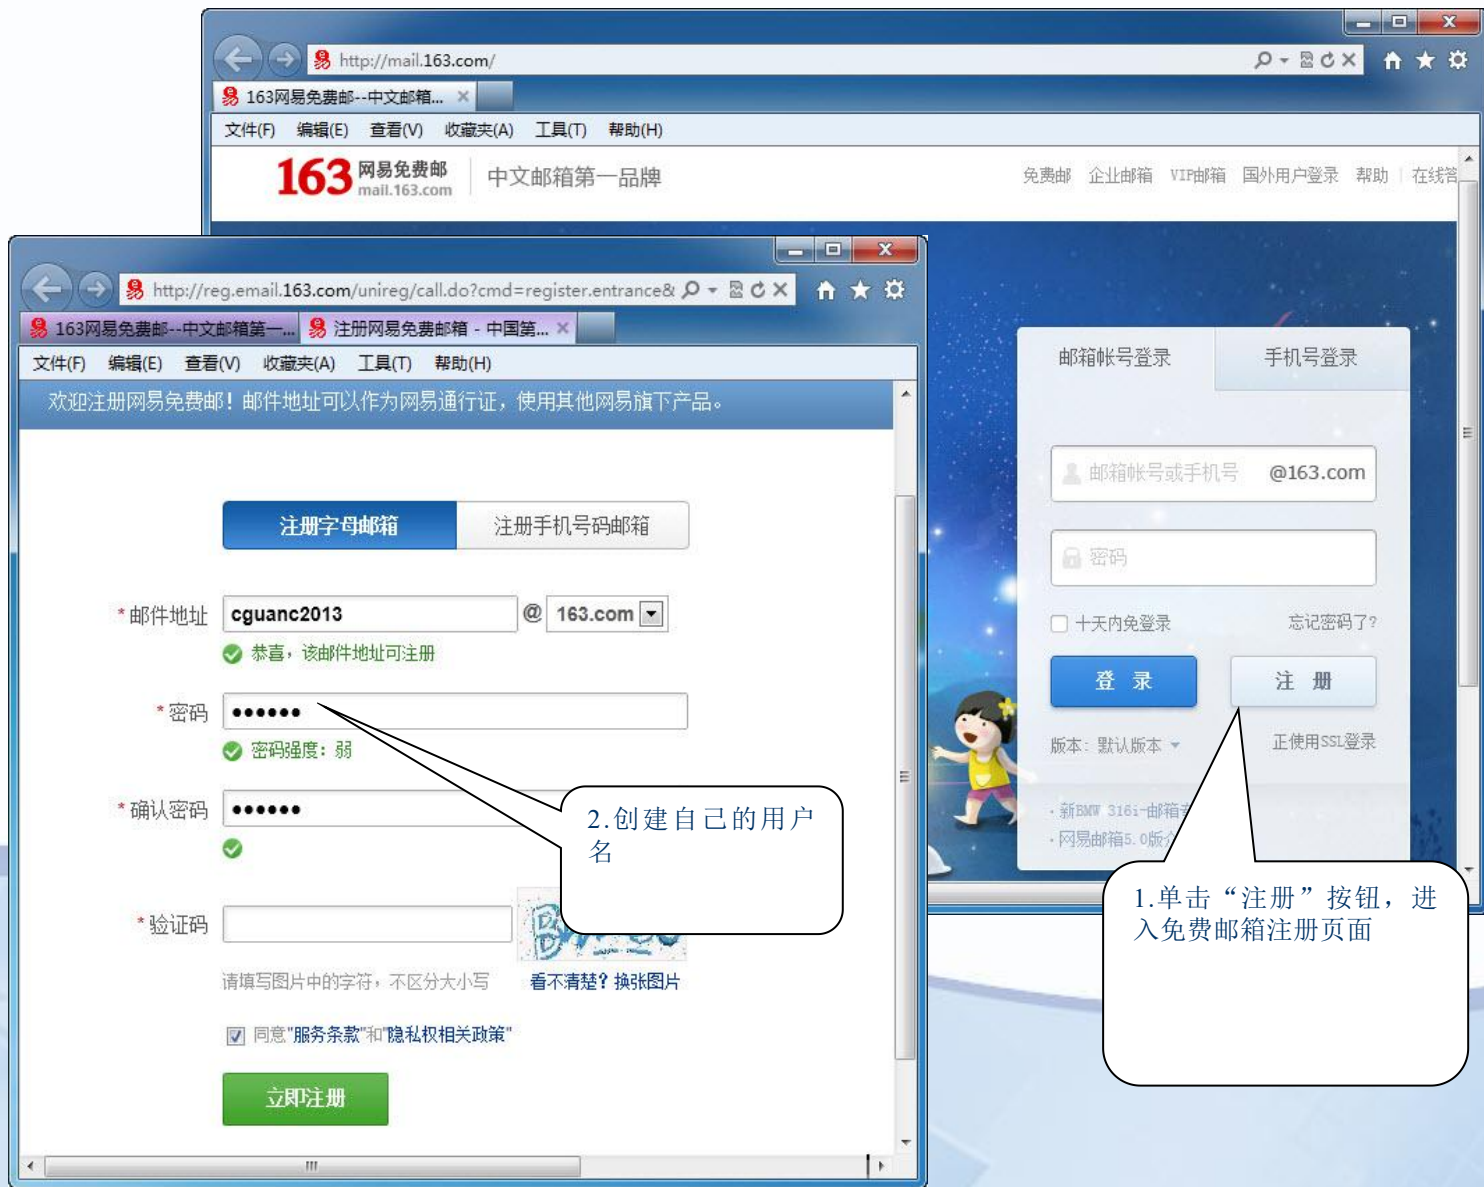 http://mail.163.com/
163网易免费邮--中文邮箱...
文件(F) 编辑(E) 查看(V) 收藏夹(A) 工具(T) 帮助(H)
163 网易免费邮
mail.163.com
中文邮箱第一品牌
免费邮 企业邮箱 VIP邮箱 国外用户登录 帮助 | 在线答
邮箱帐号登录 手机号登录
邮箱帐号或手机号 @163.com
密码
十天内免登录 忘记密码了?
登 录 注 册
版本: 默认版本 正使用SSL登录
·新BMW 316i-邮箱
·网易邮箱5.0版
1.单击“注册”按钮，进
入免费邮箱注册页面
http://reg.email.163.com/unireg/call.do?cmd=register.entrance&
163网易免费邮--中文邮箱第一... 注册网易免费邮箱 - 中国第...
文件(F) 编辑(E) 查看(V) 收藏夹(A) 工具(T) 帮助(H)
欢迎注册网易免费邮！邮件地址可以作为网易通行证，使用其他网易旗下产品。
注册字母邮箱 注册手机号码邮箱
*邮件地址 cguanc2013 @ 163.com
恭喜，该邮件地址可注册
*密码 ●●●●●●
密码强度：弱
*确认密码 ●●●●●●
2.创建自己的用户
名
*验证码
请填写图片中的字符，不区分大小写 看不清楚？换张图片
同意"服务条款"和"隐私权相关政策"
立即注册